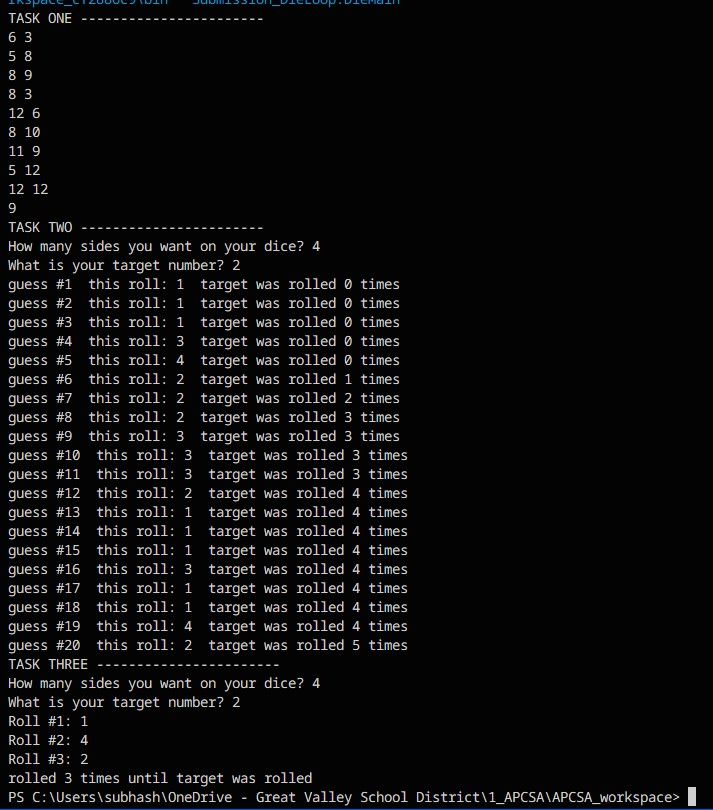 TASK ONE -----------------------
6 3
5 8
8 9
8 3
12 6
8 10
11 9
5 12
12 12
9
TASK TWO -----------------------
How many sides you want on your dice? 4
What is your target number? 2
guess #1  this roll: 1  target was rolled 0 times
guess #2  this roll: 1  target was rolled 0 times
guess #3  this roll: 1  target was rolled 0 times
guess #4  this roll: 3  target was rolled 0 times
guess #5  this roll: 4  target was rolled 0 times
guess #6  this roll: 2  target was rolled 1 times
guess #7  this roll: 2  target was rolled 2 times
guess #8  this roll: 2  target was rolled 3 times
guess #9  this roll: 3  target was rolled 3 times
guess #10  this roll: 3  target was rolled 3 times
guess #11  this roll: 3  target was rolled 3 times
guess #12  this roll: 2  target was rolled 4 times
guess #13  this roll: 1  target was rolled 4 times
guess #14  this roll: 1  target was rolled 4 times
guess #15  this roll: 1  target was rolled 4 times
guess #16  this roll: 3  target was rolled 4 times
guess #17  this roll: 1  target was rolled 4 times
guess #18  this roll: 1  target was rolled 4 times
guess #19  this roll: 4  target was rolled 4 times
guess #20  this roll: 2  target was rolled 5 times
TASK THREE -----------------------
How many sides you want on your dice? 4
What is your target number? 2
Roll #1: 1
Roll #2: 4
Roll #3: 2
rolled 3 times until target was rolled
PS C:\Users\subhash\OneDrive - Great Valley School District\1_APCSA\APCSA_workspace>